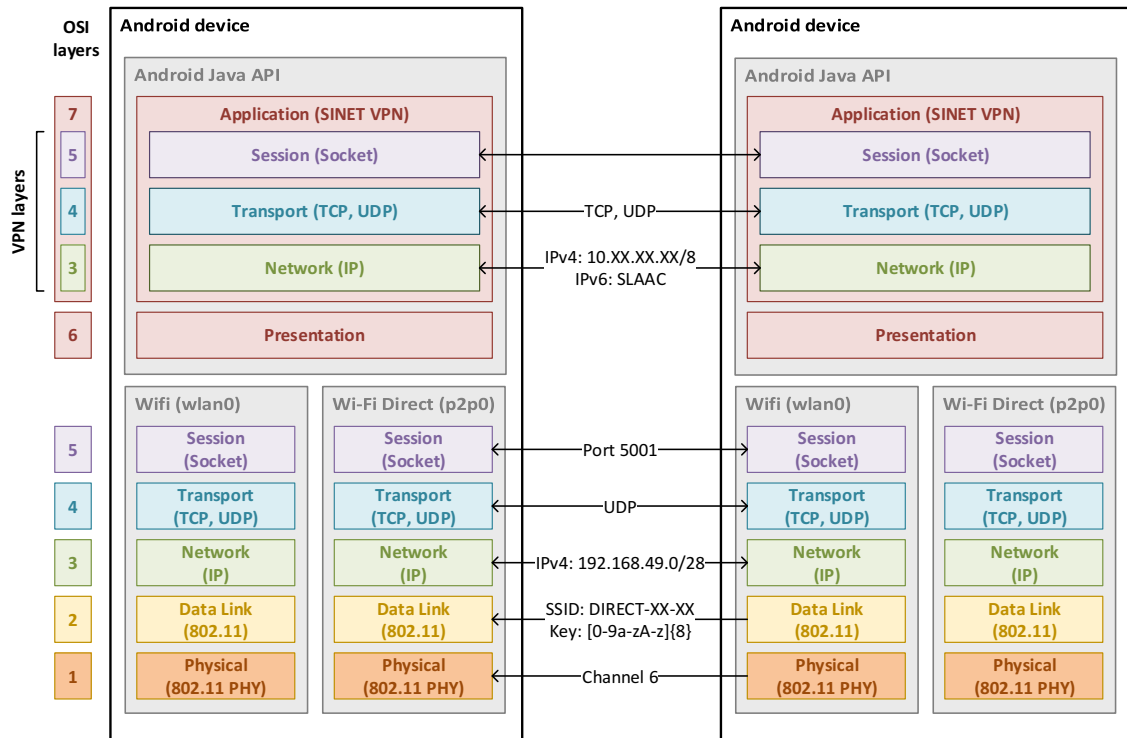 OSI
layers
Android device
Android device
Android Java API
Android Java API
7
Application (SINET VPN)
Application (SINET VPN)
VPN layers
5
Session (Socket)
Session (Socket)
4
Transport (TCP, UDP)
TCP, UDP
Transport (TCP, UDP)
3
Network (IP)
IPv4: 10.XX.XX.XX/8
IPv6: SLAAC
Network (IP)
6
Presentation
Presentation
Wifi (wlan0)
Wi-Fi Direct (p2p0)
Wifi (wlan0)
Wi-Fi Direct (p2p0)
5
Session
(Socket)
Session
(Socket)
Port 5001
Session
(Socket)
Session
(Socket)
4
Transport
(TCP, UDP)
Transport
(TCP, UDP)
UDP
Transport
(TCP, UDP)
Transport
(TCP, UDP)
3
Network
(IP)
Network
(IP)
IPv4: 192.168.49.0/28
Network
(IP)
Network
(IP)
2
Data Link
(802.11)
Data Link
(802.11)
SSID: DIRECT-XX-XX
Key: [0-9a-zA-z]{8}
Data Link
(802.11)
Data Link
(802.11)
1
Physical
(802.11 PHY)
Physical
(802.11 PHY)
Channel 6
Physical
(802.11 PHY)
Physical
(802.11 PHY)